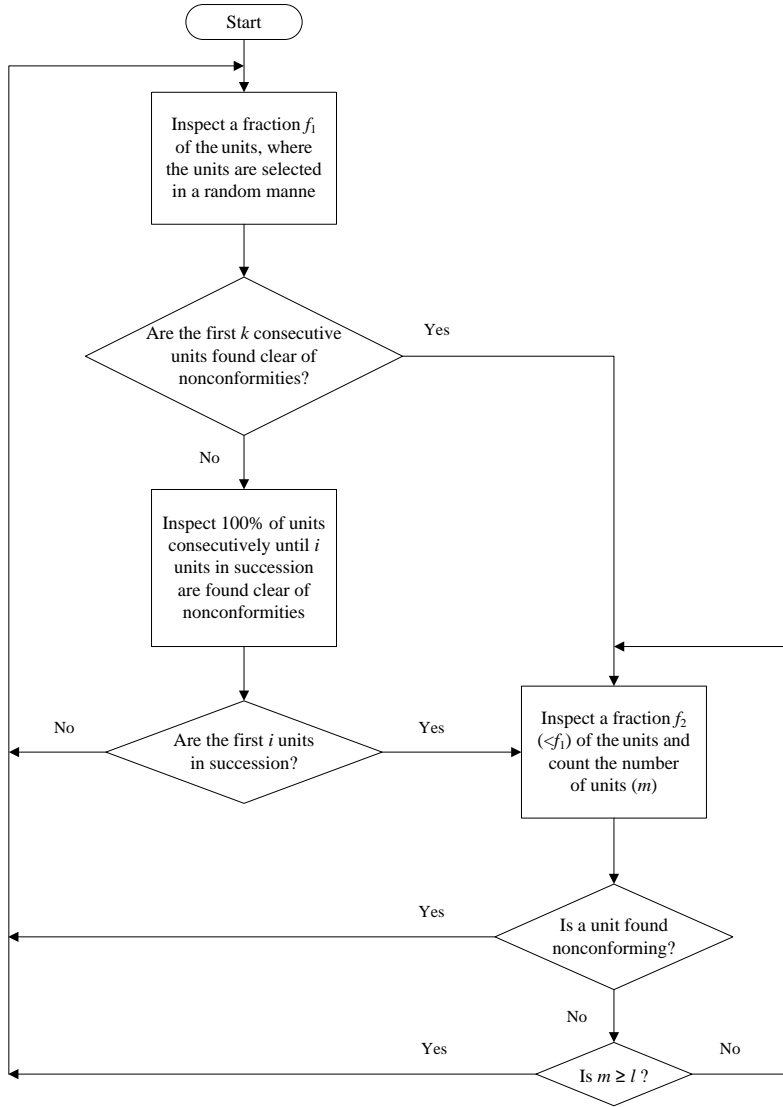 Start
Inspect a fraction f₁
of the units, where
the units are selected
in a random manne
Are the first k consecutive
units found clear of
nonconformities?
Yes
No
Inspect 100% of units
consecutively until i
units in succession
are found clear of
nonconformities
No
Are the first i units
in succession?
Yes
Inspect a fraction f₂
(<f₁) of the units and
count the number
of units (m)
Yes
Is a unit found
nonconforming?
No
Yes
Is m ≥ l ?
No